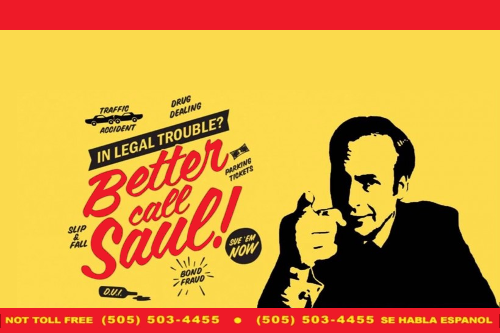 TRAFFIC
ACCIDENT
DRUG
DEALING
IN LEGAL TROUBLE?
Better
call
Saul!
PARKING
TICKETS
SLIP
&
FALL
SUE 'EM
NOW
BOND
FRAUD
D.U.I.
NOT TOLL FREE (505) 503-4455 • (505) 503-4455 SE HABLA ESPANOL